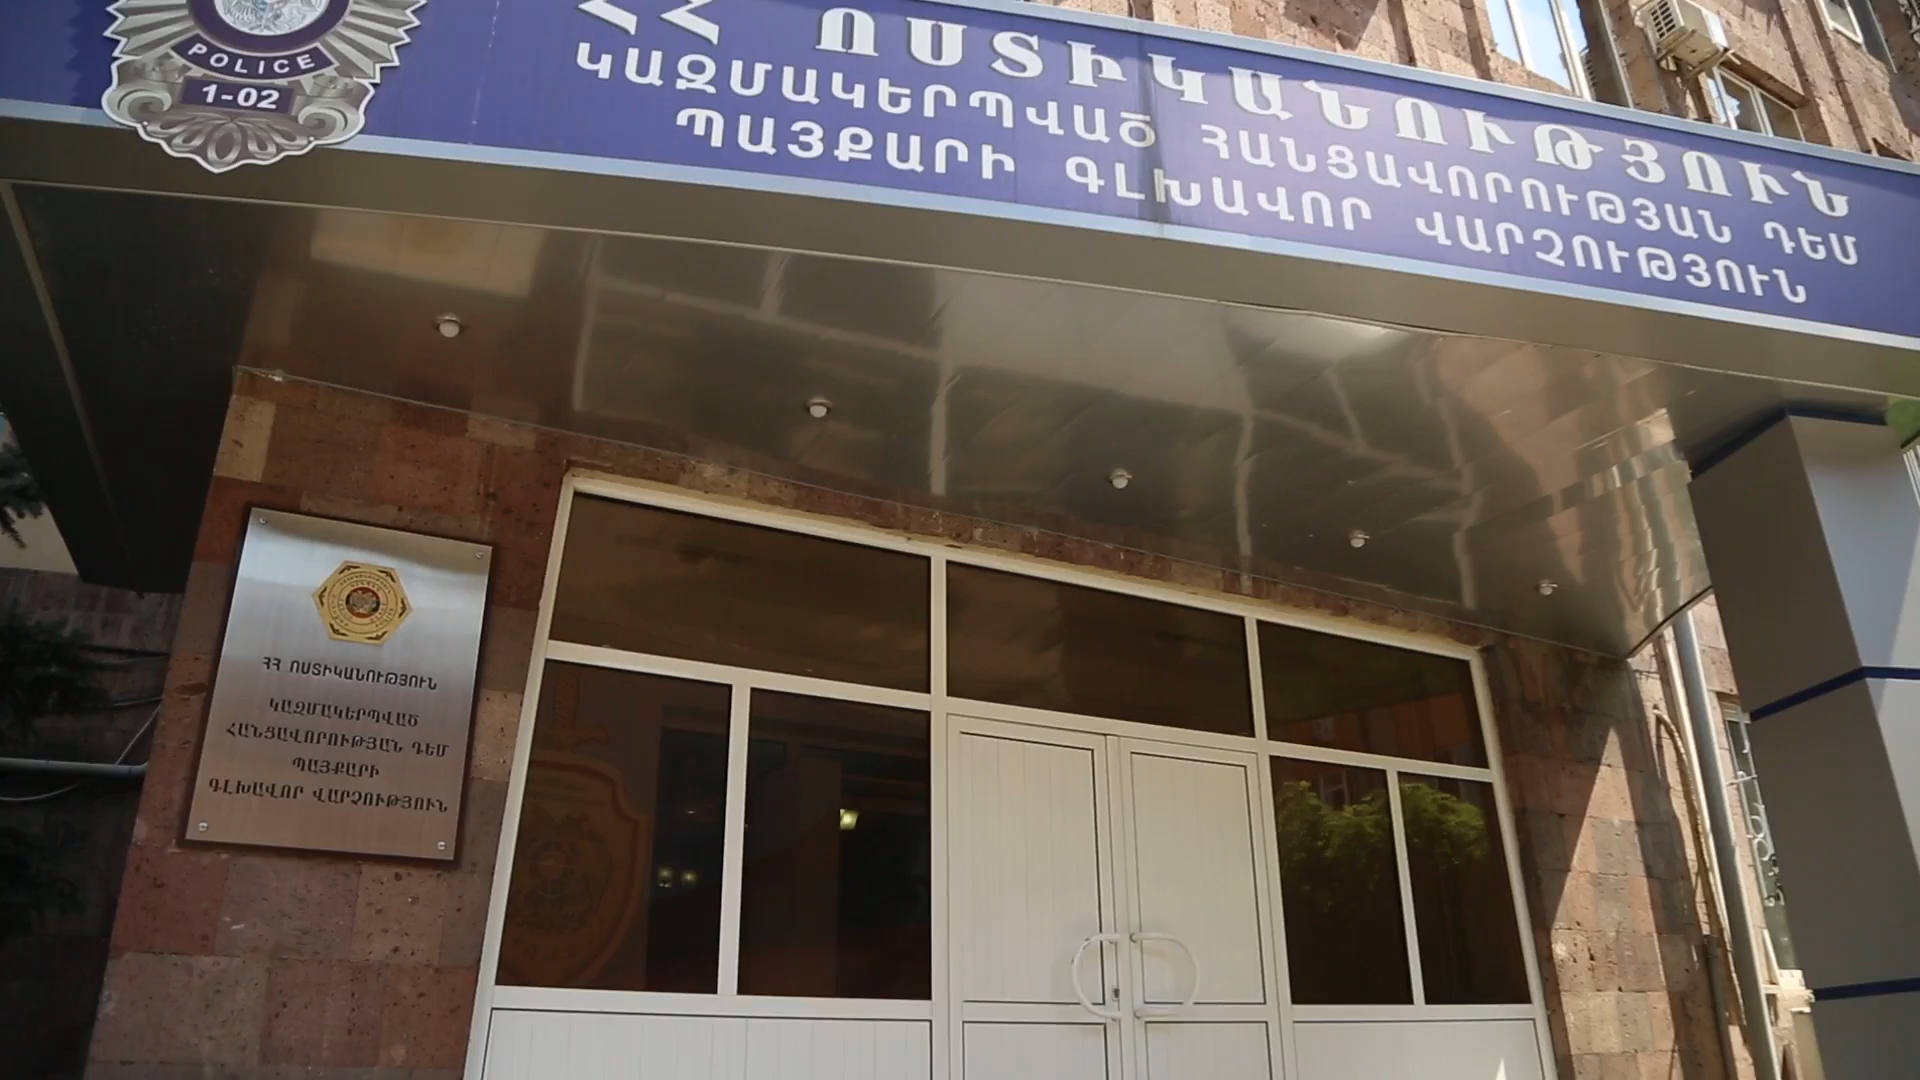 POLICE
1-02
ՀՀ ՈՍՏԻԿԱՆՈՒԹՅՈՒՆ
ԿԱԶՄԱԿԵՐՊՎԱԾ ՀԱՆՑԱՎՈՐՈՒԹՅԱՆ ԴԵՄ
ՊԱՅՔԱՐԻ ԳԼԽԱՎՈՐ ՎԱՐՉՈՒԹՅՈՒՆ
ՀՀ ՈՍՏԻԿԱՆՈՒԹՅՈՒՆ
ԿԱԶՄԱԿԵՐՊՎԱԾ
ՀԱՆՑԱՎՈՐՈՒԹՅԱՆ ԴԵՄ
ՊԱՅՔԱՐԻ
ԳԼԽԱՎՈՐ ՎԱՐՉՈՒԹՅՈՒՆ